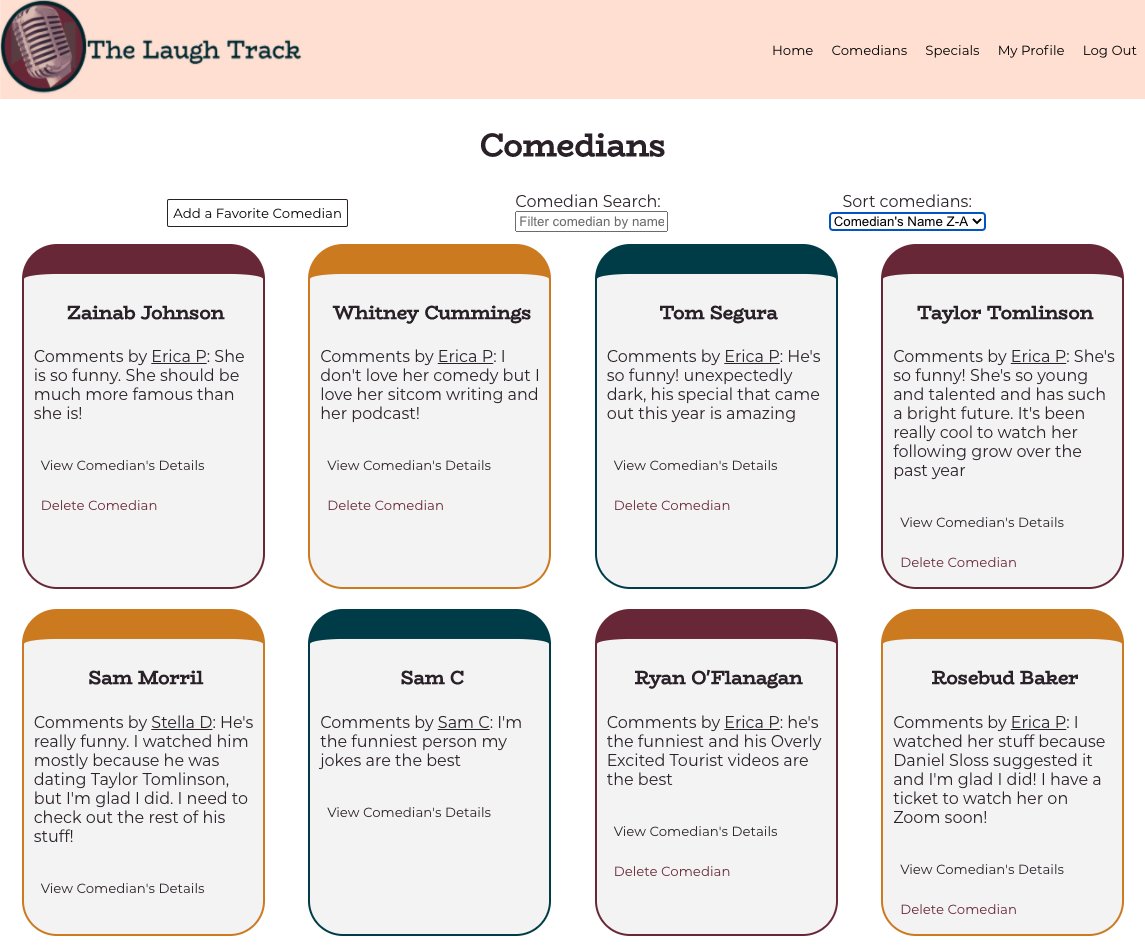 The Laugh Track
Home Comedians Specials My Profile Log Out
Comedians
Add a Favorite Comedian
Comedian Search:
Filter comedian by name
Sort comedians:
Comedian's Name Z-A
Zainab Johnson
Comments by Erica P: She
is so funny. She should be
much more famous than
she is!
View Comedian's Details
Delete Comedian
Whitney Cummings
Comments by Erica P: I
don't love her comedy but I
love her sitcom writing and
her podcast!
View Comedian's Details
Delete Comedian
Tom Segura
Comments by Erica P: He's
so funny! unexpectedly
dark, his special that came
out this year is amazing
View Comedian's Details
Delete Comedian
Taylor Tomlinson
Comments by Erica P: She's
so funny! She's so young
and talented and has such
a bright future. It's been
really cool to watch her
following grow over the
past year
View Comedian's Details
Delete Comedian
Sam Morril
Comments by Stella D: He's
really funny. I watched him
mostly because he was
dating Taylor Tomlinson,
but I'm glad I did. I need to
check out the rest of his
stuff!
View Comedian's Details
Sam C
Comments by Sam C: I'm
the funniest person my
jokes are the best
View Comedian's Details
Ryan O'Flanagan
Comments by Erica P: he's
the funniest and his Overly
Excited Tourist videos are
the best
View Comedian's Details
Delete Comedian
Rosebud Baker
Comments by Erica P: I
watched her stuff because
Daniel Sloss suggested it
and I'm glad I did! I have a
ticket to watch her on
Zoom soon!
View Comedian's Details
Delete Comedian